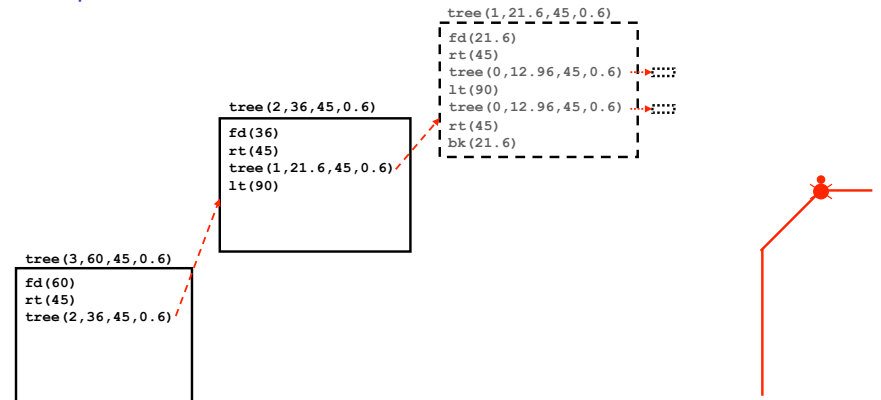 tree(1,21.6,45,0.6)
fd(21.6)
rt(45)
tree(0,12.96,45,0.6)
lt(90)
tree(0,12.96,45,0.6)
rt(45)
bk(21.6)
tree(2,36,45,0.6)
fd(36)
rt(45)
tree(1,21.6,45,0.6)
lt(90)
tree(3,60,45,0.6)
fd(60)
rt(45)
tree(2,36,45,0.6)